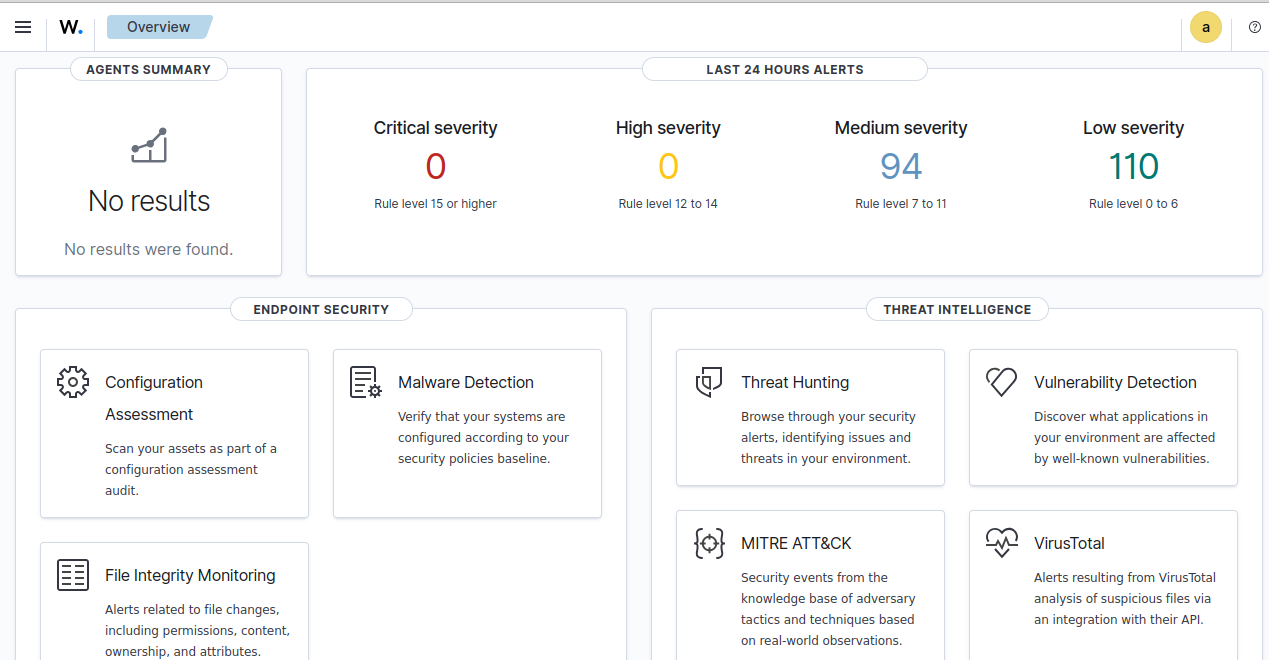 W.
Overview
a
AGENTS SUMMARY
No results
No results were found.
LAST 24 HOURS ALERTS
Critical severity
0
Rule level 15 or higher
High severity
0
Rule level 12 to 14
Medium severity
94
Rule level 7 to 11
Low severity
110
Rule level 0 to 6
ENDPOINT SECURITY
Configuration
Assessment
Scan your assets as part of a
configuration assessment
audit.
Malware Detection
Verify that your systems are
configured according to your
security policies baseline.
File Integrity Monitoring
Alerts related to file changes,
including permissions, content,
ownership, and attributes.
THREAT INTELLIGENCE
Threat Hunting
Browse through your security
alerts, identifying issues and
threats in your environment.
Vulnerability Detection
Discover what applications in
your environment are affected
by well-known vulnerabilities.
MITRE ATT&CK
Security events from the
knowledge base of adversary
tactics and techniques based
on real-world observations.
VirusTotal
Alerts resulting from VirusTotal
analysis of suspicious files via
an integration with their API.